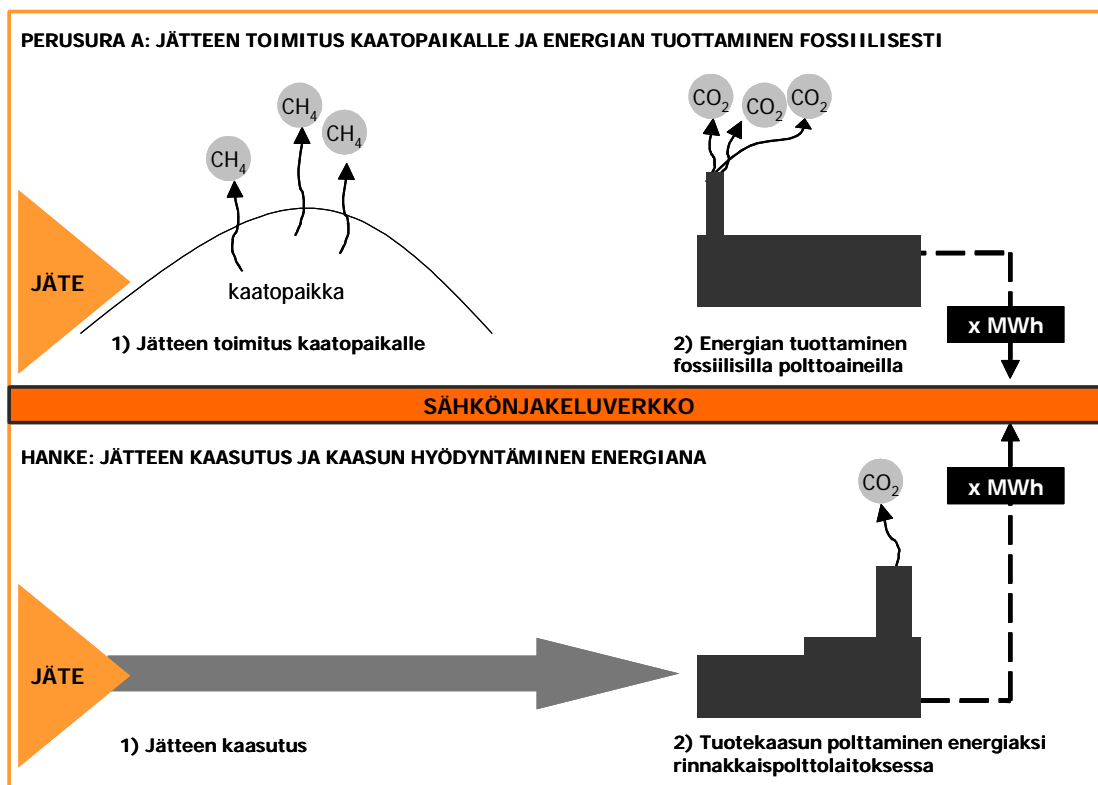 PERUSURA A: JÄTTEEN TOIMITUS KAATOPAIKALLE JA ENERGIAN TUOTTAMINEN FOSSIILISESTI
CH₄
CH₄
CH₄
CO₂
CO₂
CO₂
JÄTE
kaatopaikka
1) Jätteen toimitus kaatopaikalle
x MWh
2) Energian tuottaminen
fossiilisilla polttoaineilla
SÄHKÖNJAKELUVERKKO
HANKE: JÄTTEEN KAASUTUS JA KAASUN HYÖDYNTÄMINEN ENERGIANA
CO₂
x MWh
JÄTE
1) Jätteen kaasutus
2) Tuotekaasun polttaminen energiaksi
rinnakkaispolttolaitoksessa